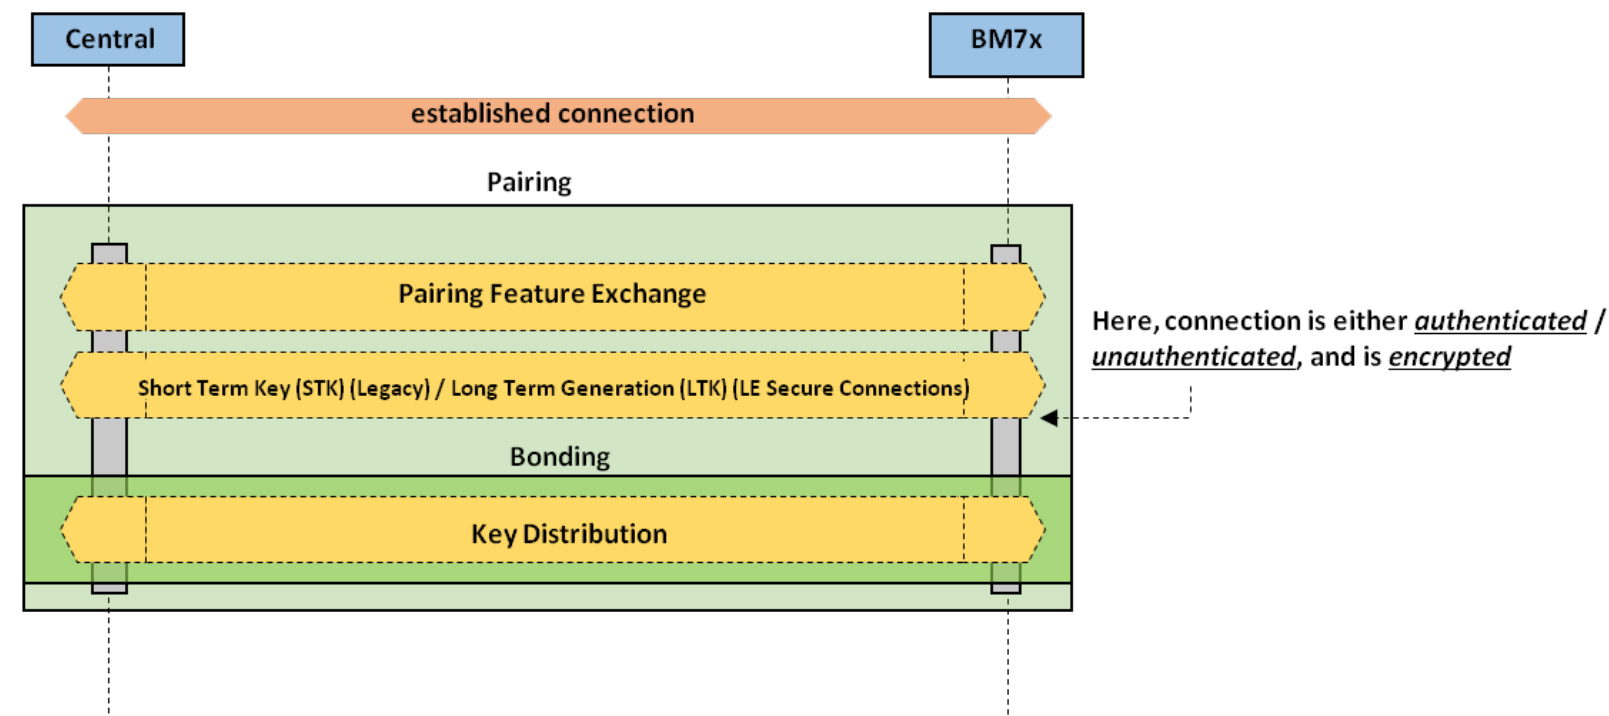 Central
BM7x
established connection
Pairing
Pairing Feature Exchange
Here, connection is either authenticated /
unauthenticated, and is encrypted
Short Term Key (STK) (Legacy) / Long Term Generation (LTK) (LE Secure Connections)
Bonding
Key Distribution